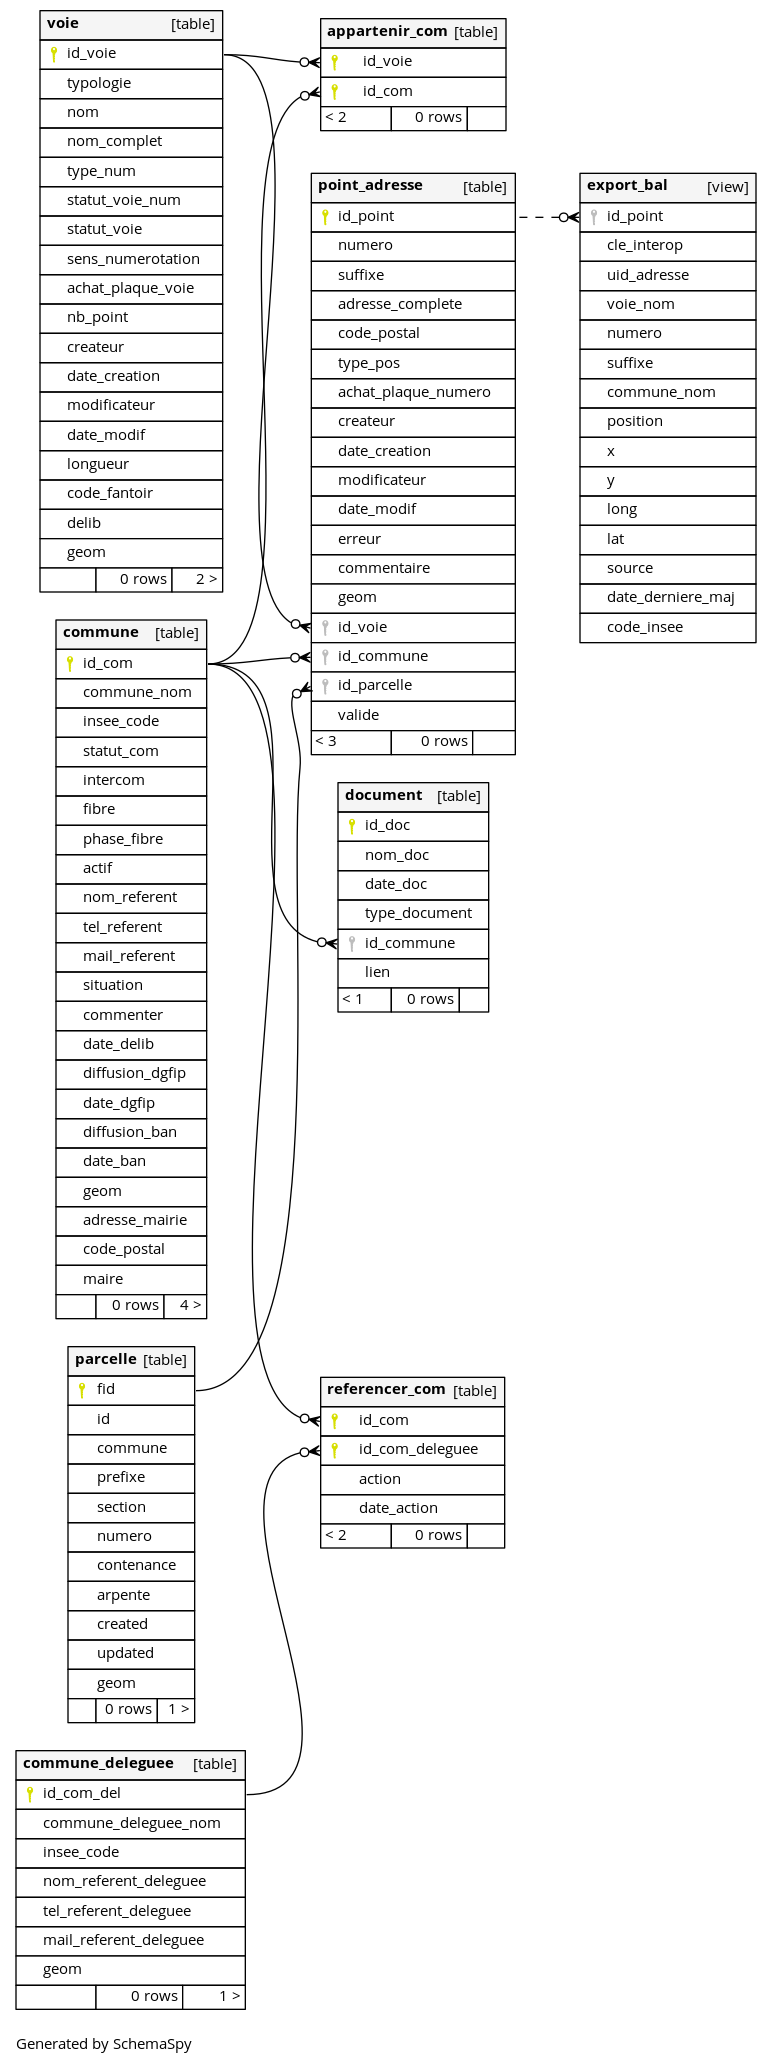 voie [table]
id_voie
typologie
nom
nom_complet
type_num
statut_voie_num
statut_voie
sens_numerotation
achat_plaque_voie
nb_point
createur
date_creation
modificateur
date_modif
longueur
code_fantoir
delib
geom
0 rows 2 >
appartenir_com [table]
id_voie
id_com
< 2 0 rows
point_adresse [table]
id_point
numero
suffixe
adresse_complete
code_postal
type_pos
achat_plaque_numero
createur
date_creation
modificateur
date_modif
erreur
commentaire
geom
id_voie
id_commune
id_parcelle
valide
< 3 0 rows
export_bal [view]
id_point
cle_interop
uid_adresse
voie_nom
numero
suffixe
commune_nom
position
x
y
long
lat
source
date_derniere_maj
code_insee
commune [table]
id_com
commune_nom
insee_code
statut_com
intercom
fibre
phase_fibre
actif
nom_referent
tel_referent
mail_referent
situation
commenter
date_delib
diffusion_dgfip
date_dgfip
diffusion_ban
date_ban
geom
adresse_mairie
code_postal
maire
0 rows 4 >
document [table]
id_doc
nom_doc
date_doc
type_document
id_commune
lien
< 1 0 rows
parcelle [table]
fid
id
commune
prefixe
section
numero
contenance
arpente
created
updated
geom
0 rows 1 >
referencer_com [table]
id_com
id_com_deleguee
action
date_action
< 2 0 rows
commune_deleguee [table]
id_com_del
commune_deleguee_nom
insee_code
nom_referent_deleguee
tel_referent_deleguee
mail_referent_deleguee
geom
0 rows 1 >
Generated by SchemaSpy